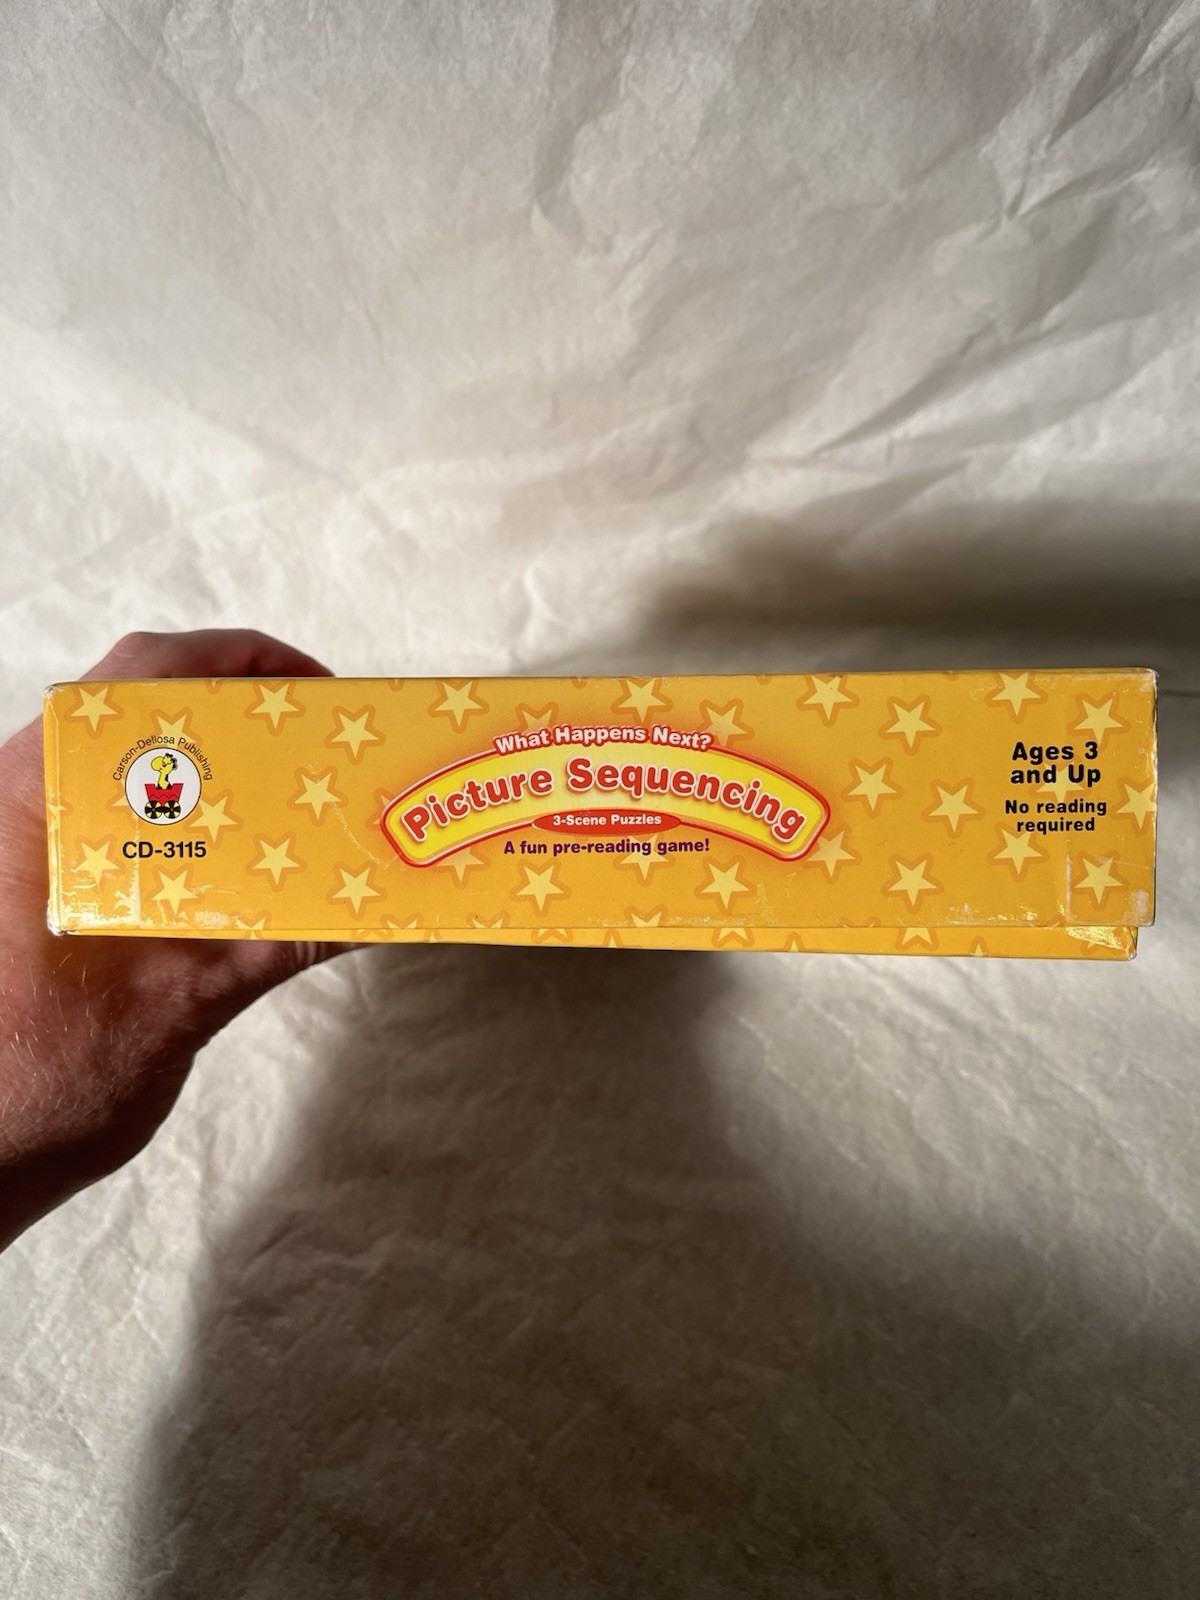 Carson-Dellosa Publishing
CD-3115
What Happens Next?
Picture Sequencing
3-Scene Puzzles
A fun pre-reading game!
Ages 3
and Up
No reading
required